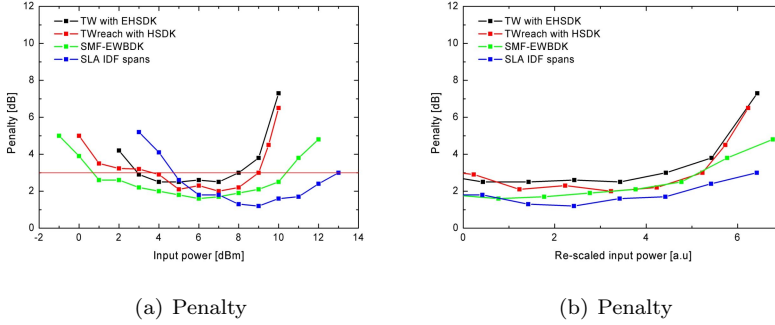 12
10
8
6
4
2
0
Penalty [dB]
TW with EHSDK
TWreach with HSDK
SMF-EWBDK
SLA IDF spans
-2 0 2 4 6 8 10 12 14
Input power [dBm]
(a) Penalty
12
10
8
6
4
2
0
Penalty [dB]
TW with EHSDK
TWreach with HSDK
SMF-EWBDK
SLA IDF spans
0 2 4 6
Re-scaled input power [a.u]
(b) Penalty